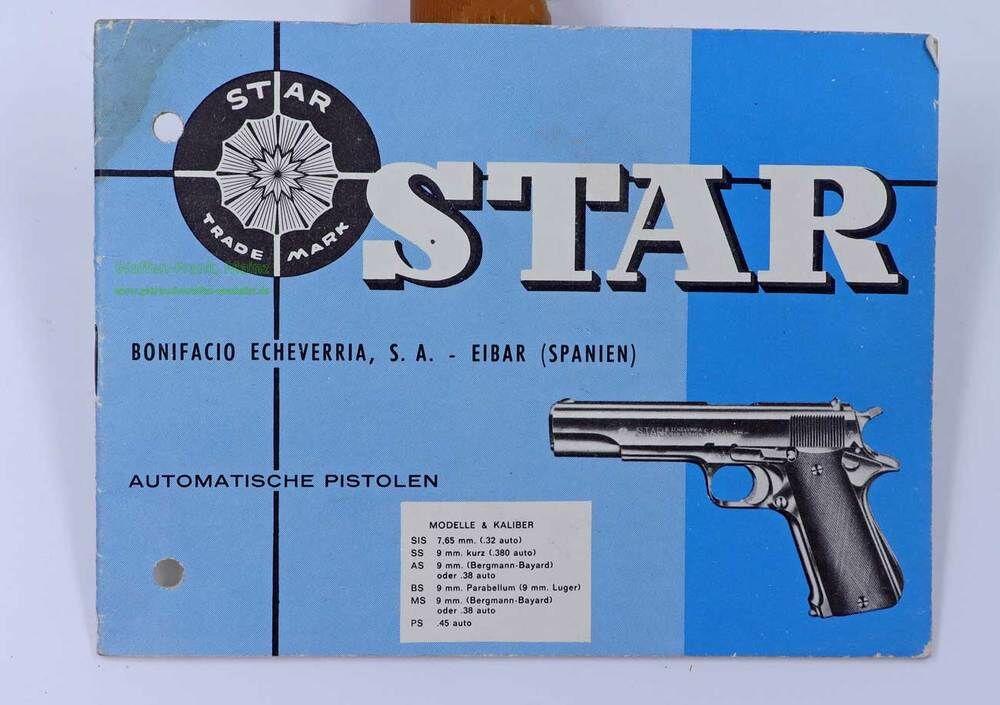 STAR
TRADE MARK
STAR
BONIFACIO ECHEVERRIA, S. A. - EIBAR (SPANIEN)
STAR
AUTOMATISCHE PISTOLEN
MODELLE & KALIBER
SIS 7,65 mm. (.32 auto)
SS 9 mm. kurz (.380 auto)
AS 9 mm. (Bergmann-Bayard)
oder .38 auto
BS 9 mm. Parabellum (9 mm. Luger)
MS 9 mm. (Bergmann-Bayard)
oder .38 auto
PS .45 auto